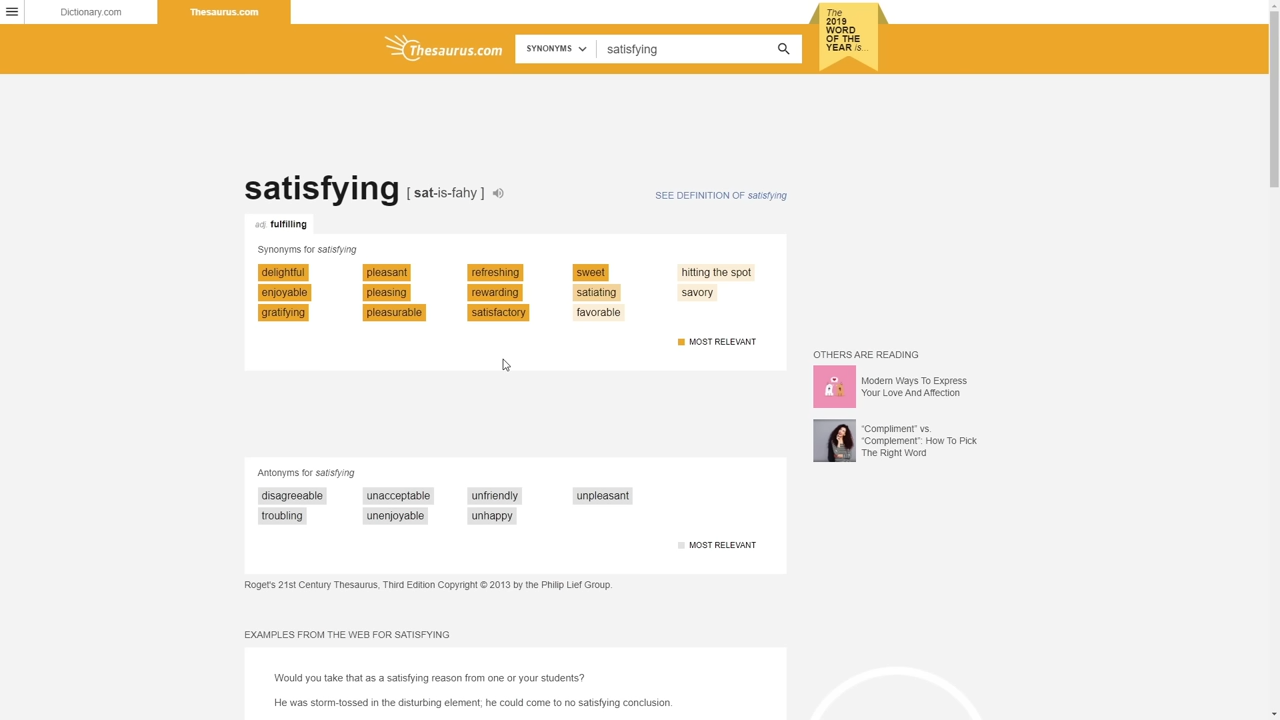 Dictionary.com
Thesaurus.com
The
2019
WORD
OF THE
YEAR is...
Thesaurus.com
SYNONYMS
satisfying
satisfying [ sat-is-fahy ]
SEE DEFINITION OF satisfying
adj fulfilling
Synonyms for satisfying
delightful pleasant refreshing sweet hitting the spot
enjoyable pleasing rewarding satiating savory
gratifying pleasurable satisfactory favorable
MOST RELEVANT
OTHERS ARE READING
Modern Ways To Express
Your Love And Affection
“Compliment” vs.
“Complement”: How To Pick
The Right Word
Antonyms for satisfying
disagreeable unacceptable unfriendly unpleasant
troubling unenjoyable unhappy
MOST RELEVANT
Roget's 21st Century Thesaurus, Third Edition Copyright © 2013 by the Philip Lief Group.
EXAMPLES FROM THE WEB FOR SATISFYING
Would you take that as a satisfying reason from one or your students?
He was storm-tossed in the disturbing element; he could come to no satisfying conclusion.